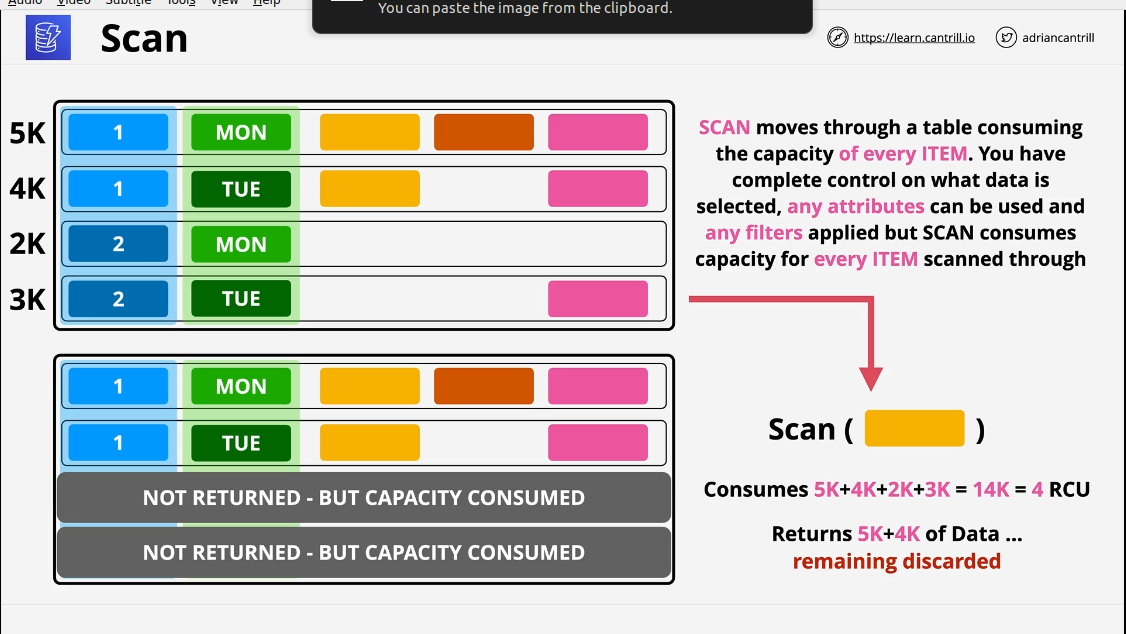 Audio Video Subtitle Tools View Help
You can paste the image from the clipboard.
Scan
https://learn.cantrill.io
adriancantrill
5K 1 MON
4K 1 TUE
2K 2 MON
3K 2 TUE
SCAN moves through a table consuming
the capacity of every ITEM. You have
complete control on what data is
selected, any attributes can be used and
any filters applied but SCAN consumes
capacity for every ITEM scanned through
1 MON
1 TUE
NOT RETURNED - BUT CAPACITY CONSUMED
NOT RETURNED - BUT CAPACITY CONSUMED
Scan ( )
Consumes 5K+4K+2K+3K = 14K = 4 RCU
Returns 5K+4K of Data ...
remaining discarded